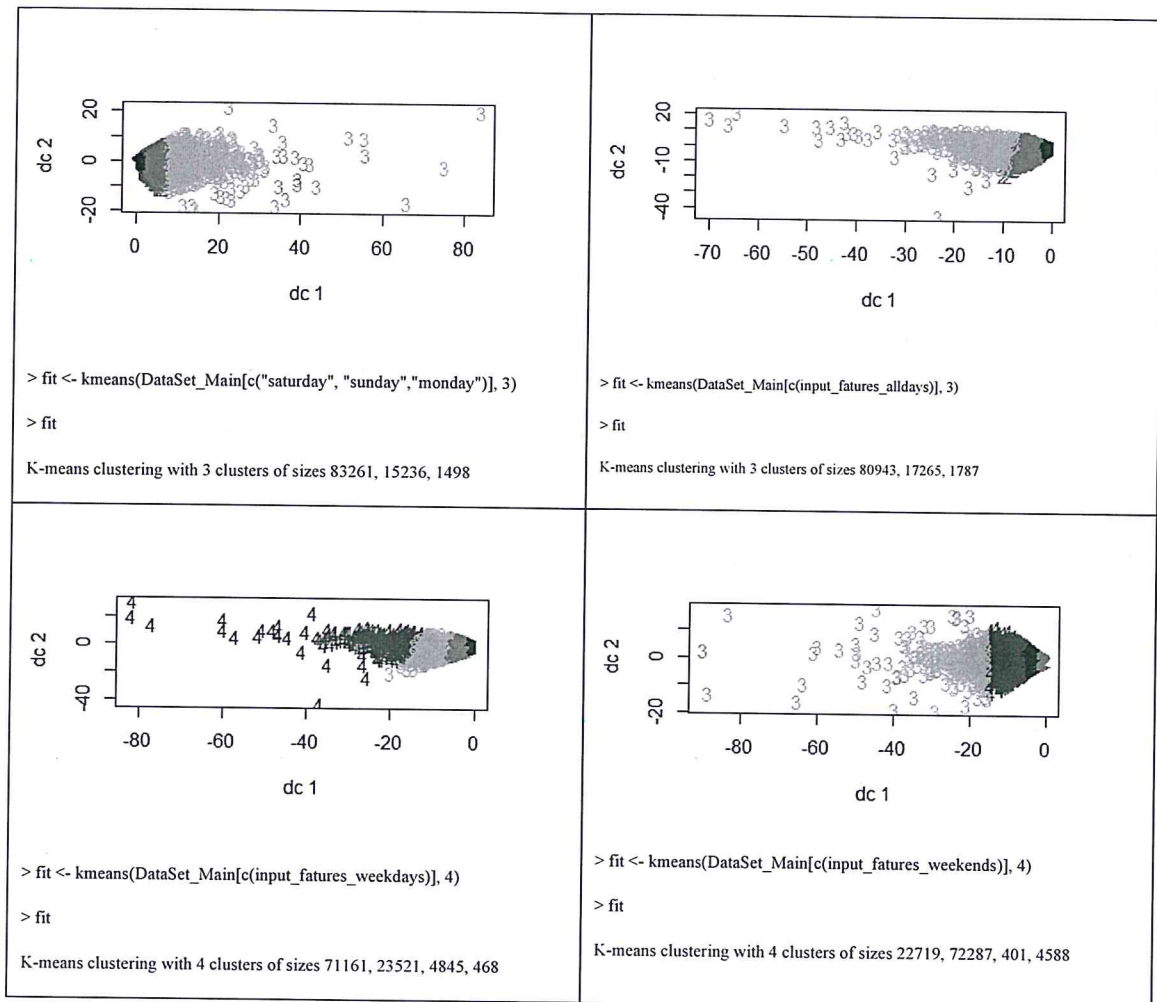 dc 2
20
0
-20
0 20 40 60 80
dc 1
> fit <- kmeans(DataSet_Main[c("saturday", "sunday","monday")], 3)
> fit
K-means clustering with 3 clusters of sizes 83261, 15236, 1498
dc 2
20
-10
-40
-70 -60 -50 -40 -30 -20 -10 0
dc 1
> fit <- kmeans(DataSet_Main[c(input_fatures_alldays)], 3)
> fit
K-means clustering with 3 clusters of sizes 80943, 17265, 1787
dc 2
0
-40
-80 -60 -40 -20 0
dc 1
> fit <- kmeans(DataSet_Main[c(input_fatures_weekdays)], 4)
> fit
K-means clustering with 4 clusters of sizes 71161, 23521, 4845, 468
dc 2
0
-20
-80 -60 -40 -20 0
dc 1
> fit <- kmeans(DataSet_Main[c(input_fatures_weekends)], 4)
> fit
K-means clustering with 4 clusters of sizes 22719, 72287, 401, 4588